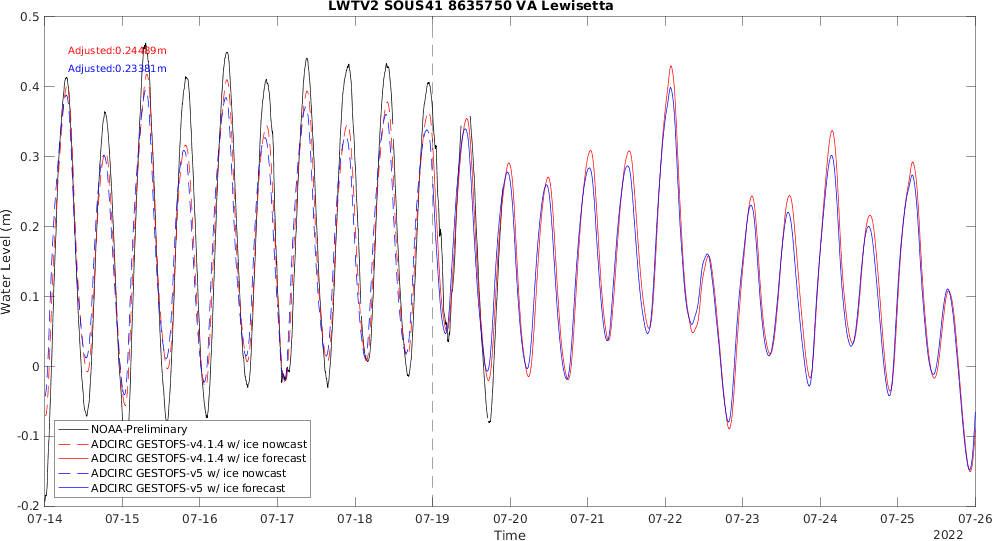 LWTV2 SOUS41 8635750 VA Lewisetta
0.5
0.4
0.3
0.2
0.1
0
-0.1
-0.2
Water Level (m)
Adjusted:0.24489m
Adjusted:0.23381m
NOAA-Preliminary
ADCIRC GESTOFS-v4.1.4 w/ ice nowcast
ADCIRC GESTOFS-v4.1.4 w/ ice forecast
ADCIRC GESTOFS-v5 w/ ice nowcast
ADCIRC GESTOFS-v5 w/ ice forecast
07-14 07-15 07-16 07-17 07-18 07-19 07-20 07-21 07-22 07-23 07-24 07-25 07-26
Time
2022